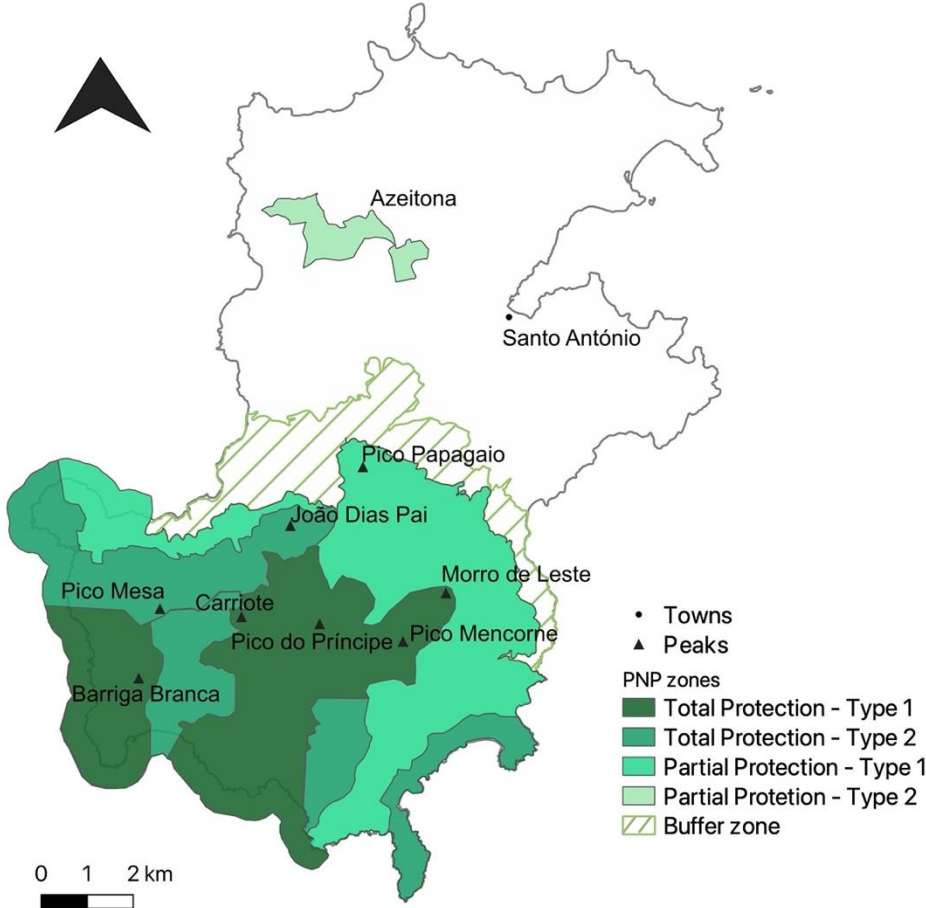 Azeitona
Santo António
Pico Papagaio
João Dias Pai
Morro de Leste
Pico Mesa
Carriote
Pico do Príncipe
Pico Mencorne
Barriga Branca
Towns
Peaks
PNP zones
Total Protection - Type 1
Total Protection - Type 2
Partial Protection - Type 1
Partial Protetion - Type 2
Buffer zone
0 1 2 km